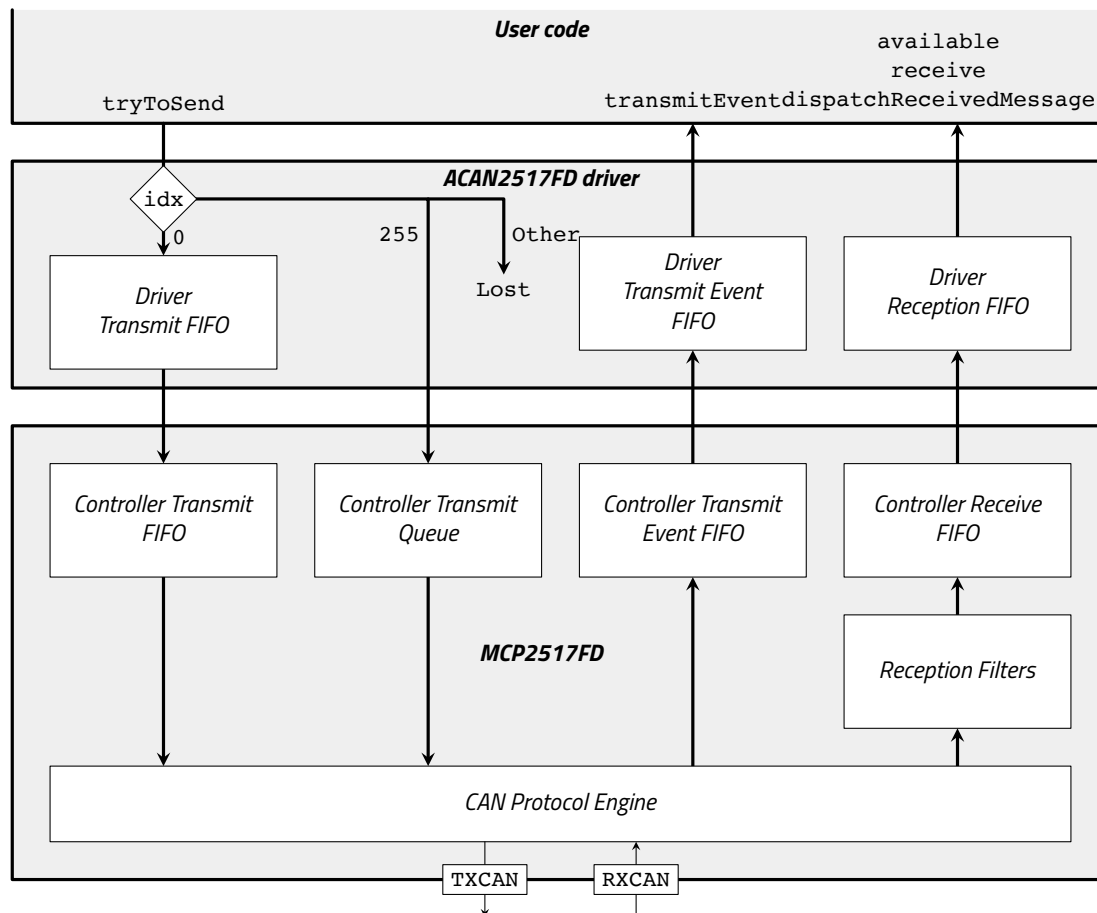 User code
available
receive
tryToSend
transmitEvent
dispatchReceivedMessage
ACAN2517FD driver
idx
0
255
Other
Lost
Driver
Transmit FIFO
Driver
Transmit Event
FIFO
Driver
Reception FIFO
Controller Transmit
FIFO
Controller Transmit
Queue
Controller Transmit
Event FIFO
Controller Receive
FIFO
MCP2517FD
Reception Filters
CAN Protocol Engine
TXCAN
RXCAN